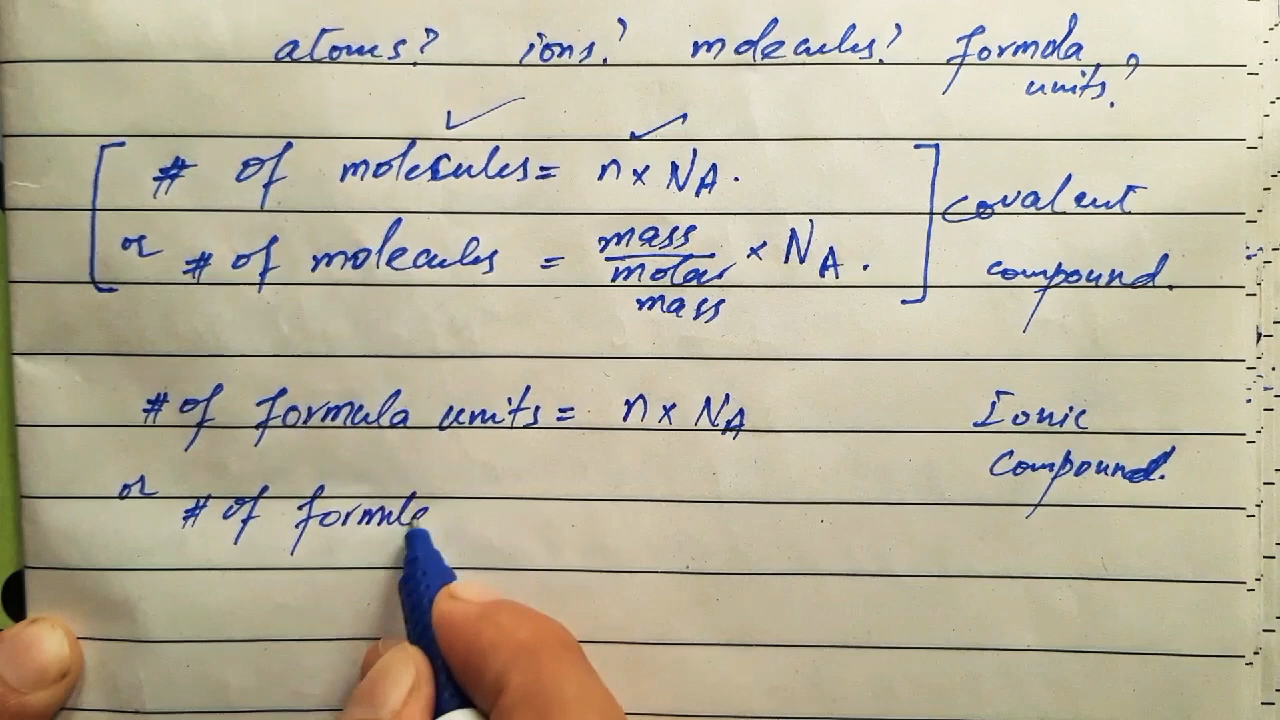 atoms? ions? molecules? formula units?
# of molecules = n x NA.
or # of molecules = mass / molar mass x NA.
covalent compound.
# of formula units = n x NA
Ionic compound.
or # of formula